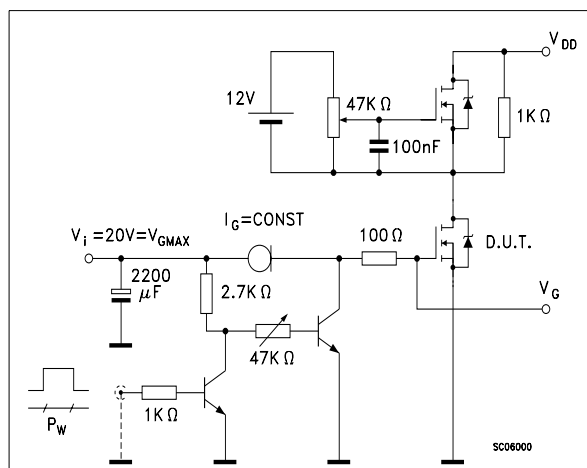 V_DD
12V
47K Ω
1K Ω
100nF
I_G=CONST
V_i =20V=V_GMAX
100Ω
D.U.T.
2200
μF
2.7K Ω
V_G
47K Ω
1K Ω
P_W
SC06000